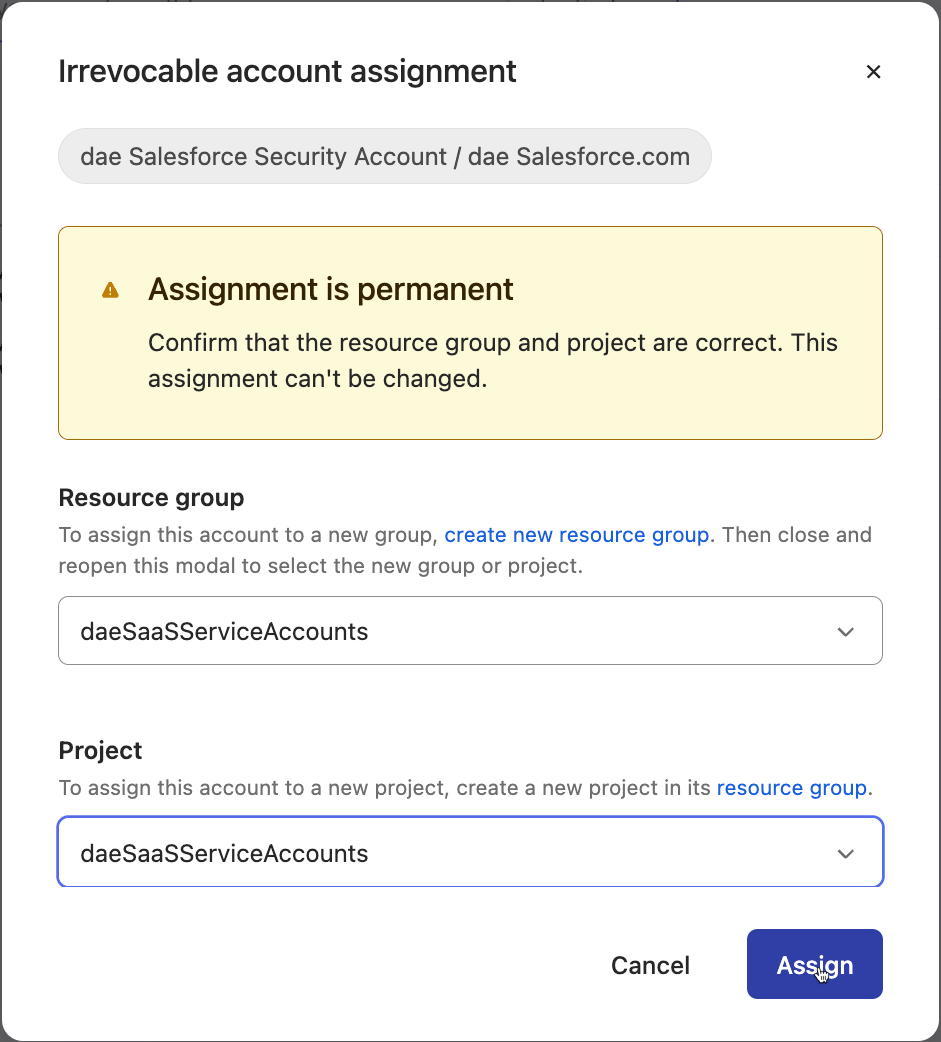 Irrevocable account assignment
dae Salesforce Security Account / dae Salesforce.com
Assignment is permanent
Confirm that the resource group and project are correct. This
assignment can't be changed.
Resource group
To assign this account to a new group, create new resource group. Then close and
reopen this modal to select the new group or project.
daeSaaSServiceAccounts
Project
To assign this account to a new project, create a new project in its resource group.
daeSaaSServiceAccounts
Cancel
Assign